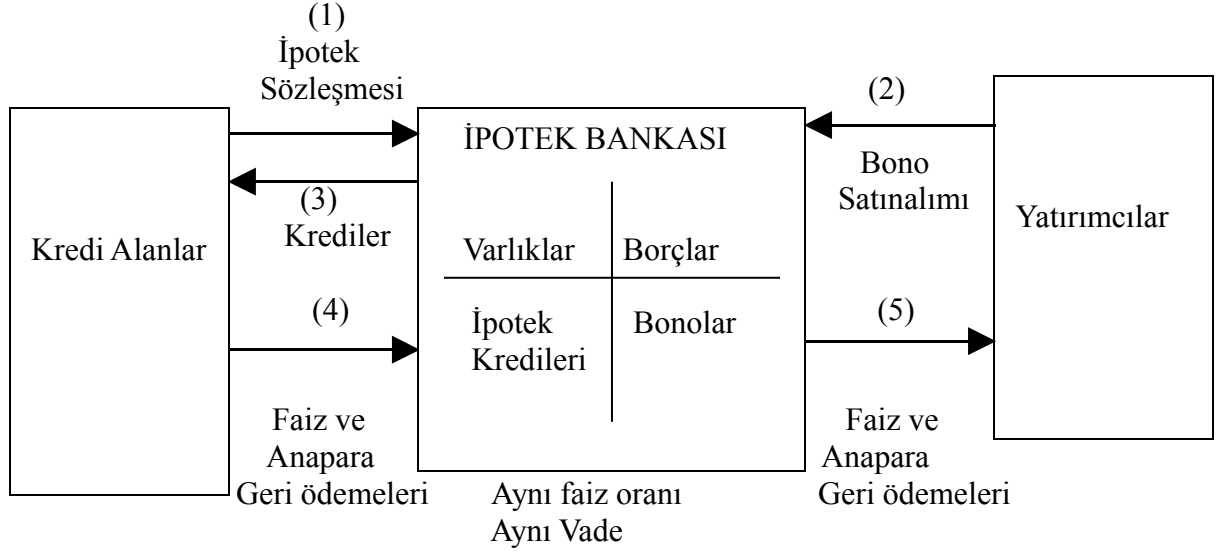 (1)
İpotek
Sözleşmesi
(3)
Krediler
Kredi Alanlar
(4)
Faiz ve
Anapara
Geri ödemeleri
İPOTEK BANKASI
Varlıklar
Borçlar
İpotek
Kredileri
Bonolar
Aynı faiz oranı
Aynı Vade
(2)
Bono
Satınalımı
Yatırımcılar
(5)
Faiz ve
Anapara
Geri ödemeleri